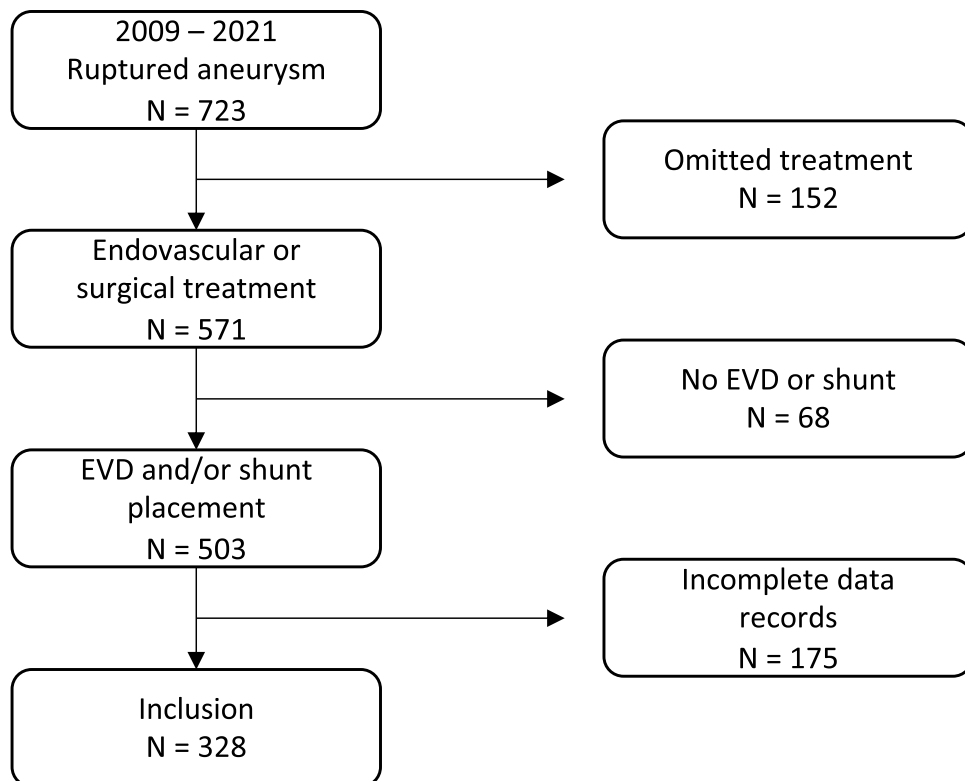 2009 – 2021
Ruptured aneurysm
N = 723
Omitted treatment
N = 152
Endovascular or
surgical treatment
N = 571
No EVD or shunt
N = 68
EVD and/or shunt
placement
N = 503
Incomplete data
records
N = 175
Inclusion
N = 328